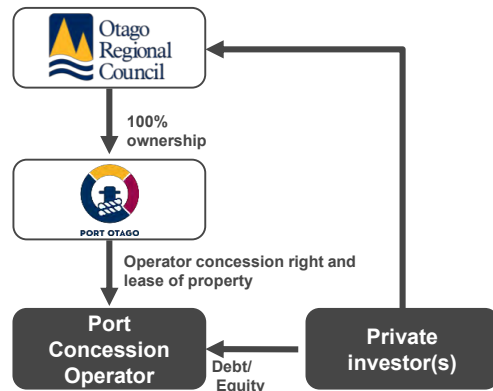 Otago
Regional
Council
100%
ownership
PORT OTAGO
Operator concession right and
lease of property
Port
Concession
Operator
Debt/
Equity
Private
investor(s)